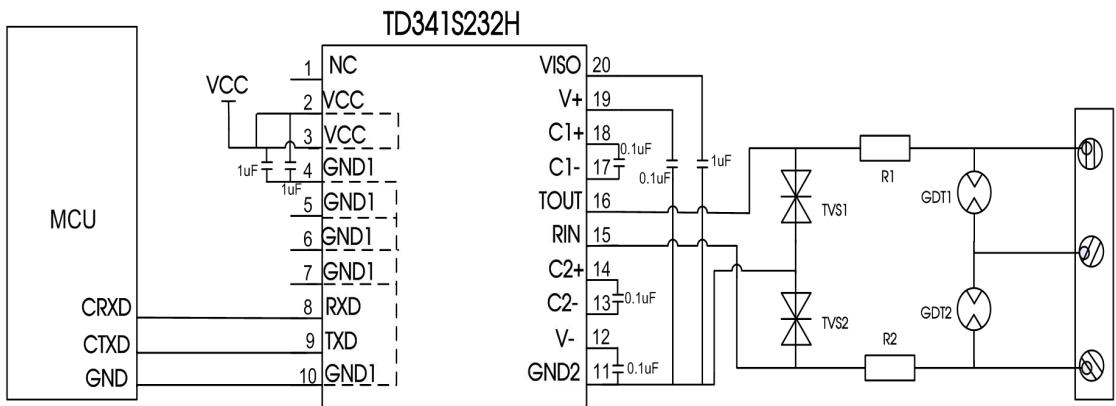 TD341S232H
MCU
CRXD
CTXD
GND
VCC
1uF
1uF
1 NC
2 VCC
3 VCC
4 GND1
5 GND1
6 GND1
7 GND1
8 RXD
9 TXD
10 GND1
VISO 20
V+ 19
C1+ 18
C1- 17
TOUT 16
RIN 15
C2+ 14
C2- 13
V- 12
GND2 11
0.1uF
0.1uF
1uF
0.1uF
0.1uF
TVS1
TVS2
R1
R2
GDT1
GDT2